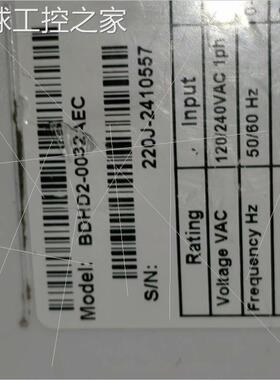 球工控之家
Model: BDHD2-0032AEC
S/N: 220J-2410557
Rating Input
Voltage VAC 120/240VAC 1ph
Frequency Hz 50/60 Hz